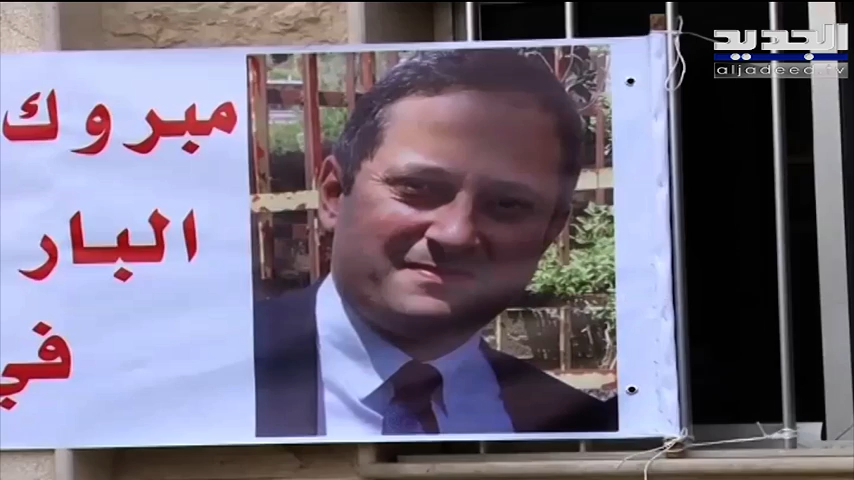 الجديد
aljadeed.tv
مبروك
البار
في